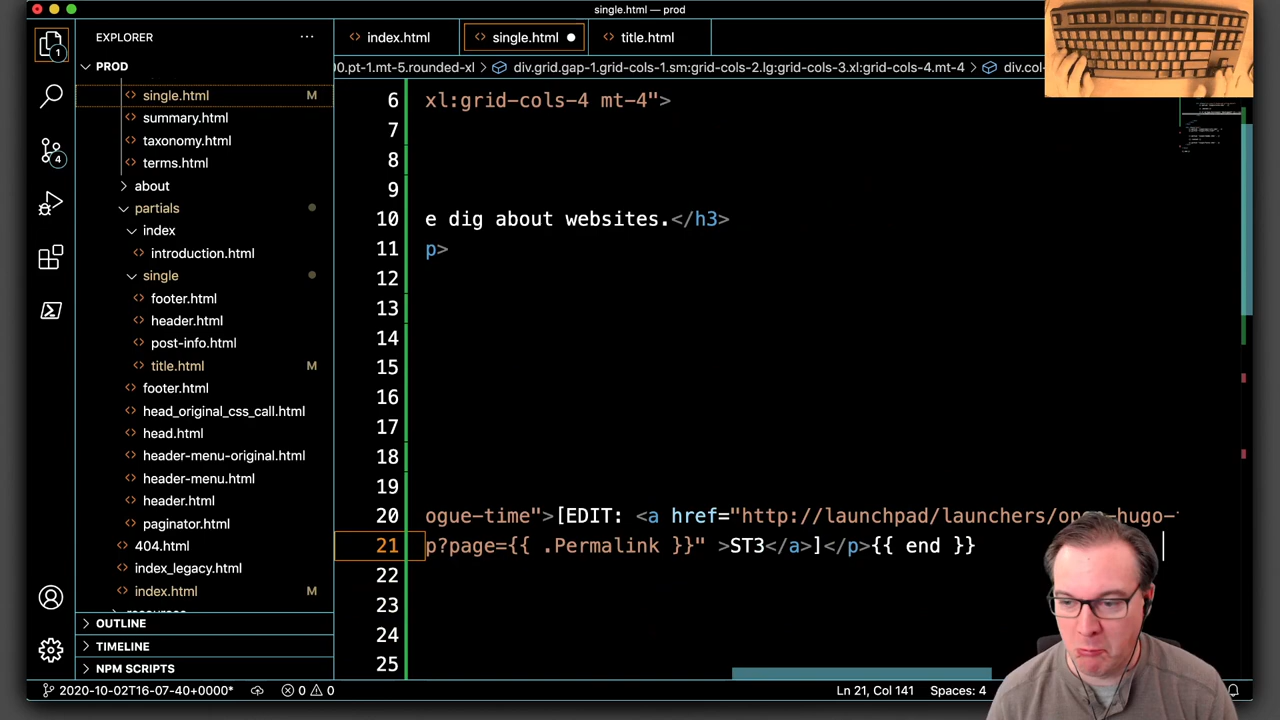 single.html — prod
EXPLORER
index.html
single.html
title.html
PROD
00.pt-1.mt-5.rounded-xl > div.grid.gap-1.grid-cols-1.sm:grid-cols-2.lg:grid-cols-3.xl:grid-cols-4.mt-4 >
single.html M
summary.html
taxonomy.html
terms.html
about
partials
index
introduction.html
single
footer.html
header.html
post-info.html
title.html M
footer.html
head_original_css_call.html
head.html
header-menu-original.html
header-menu.html
header.html
paginator.html
404.html
index_legacy.html
index.html M
OUTLINE
TIMELINE
NPM SCRIPTS
1
4
6 xl:grid-cols-4 mt-4">
7
8
9
10 e dig about websites.</h3>
11 p>
12
13
14
15
16
17
18
19
20 ogue-time">[EDIT: <a href="http://launchpad/launchers/open-hugo-
21 p?page={{ .Permalink }}" >ST3</a>]</p>{{ end }}
22
23
24
25
2020-10-02T16-07-40+0000* 0 0 Ln 21, Col 141 Spaces: 4